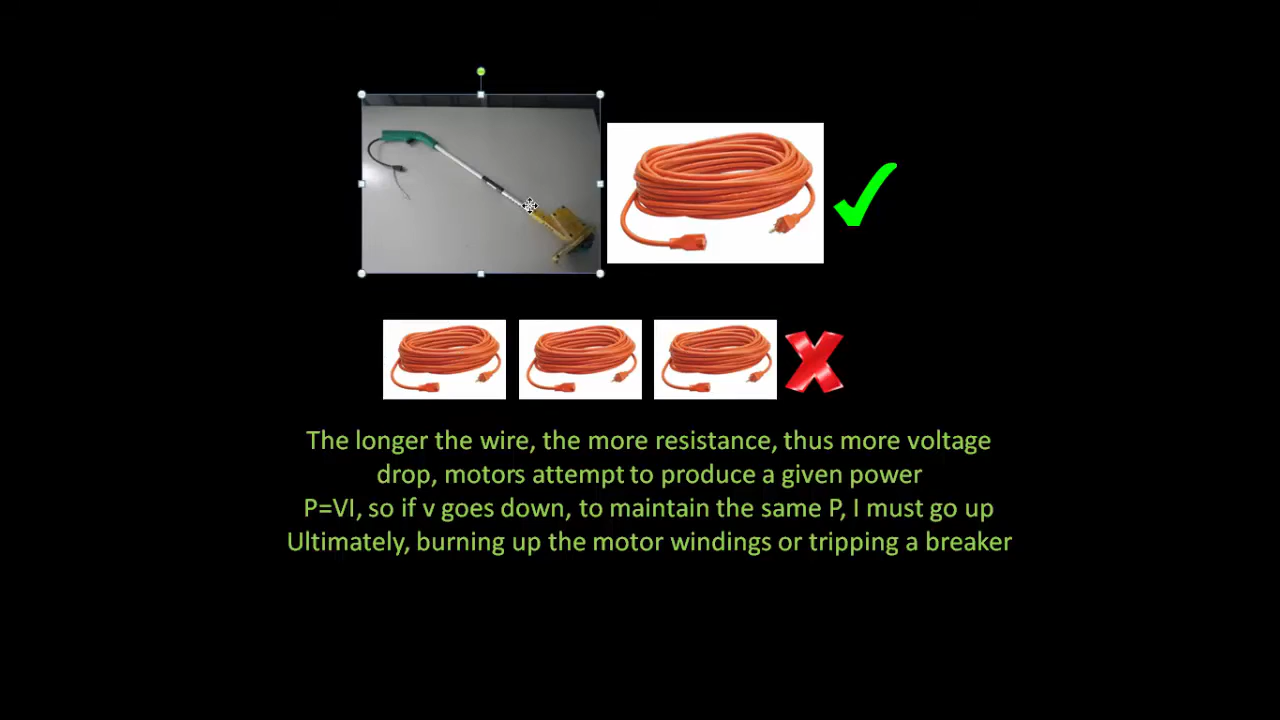 The longer the wire, the more resistance, thus more voltage
drop, motors attempt to produce a given power
P=VI, so if v goes down, to maintain the same P, I must go up
Ultimately, burning up the motor windings or tripping a breaker